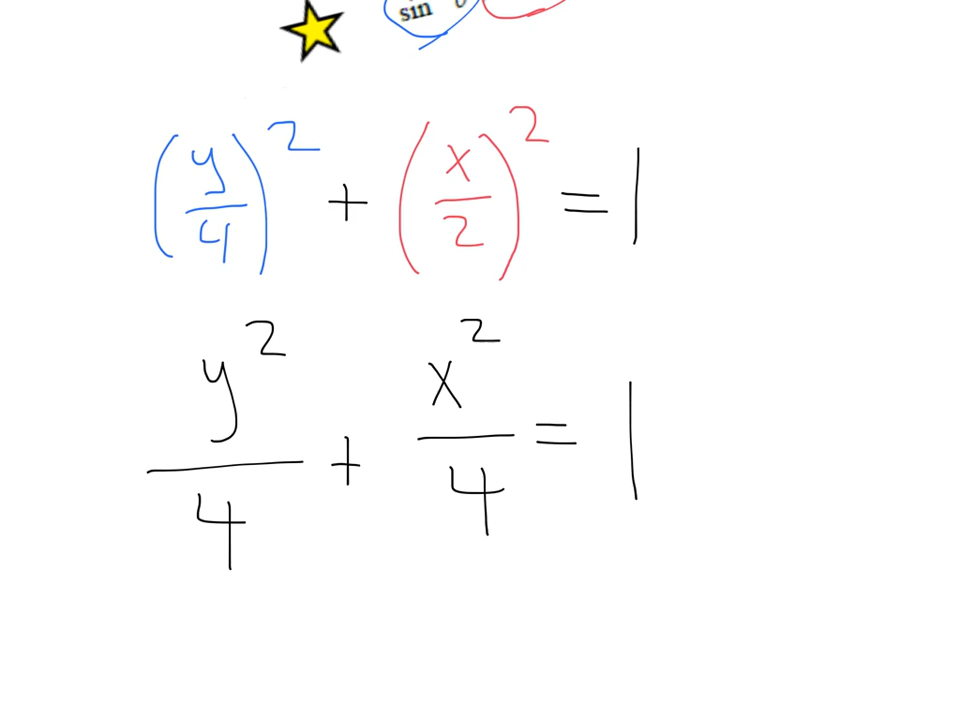 sin θ
(y/4)² + (x/2)² = 1
y²/4 + x²/4 = 1